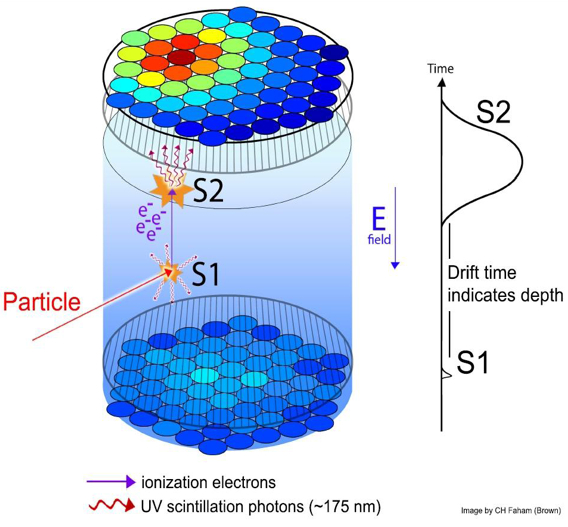 Time
S2
S2
e-
e-e-
e-
E
field
Drift time
indicates depth
S1
Particle
S1
ionization electrons
UV scintillation photons (~175 nm)
Image by CH Faham (Brown)